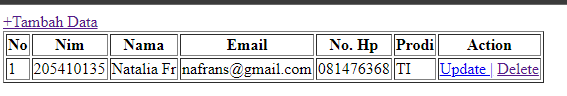 +Tambah Data
No Nim Nama Email No. Hp Prodi Action
1 205410135 Natalia Fr nafrans@gmail.com 081476368 TI Update | Delete